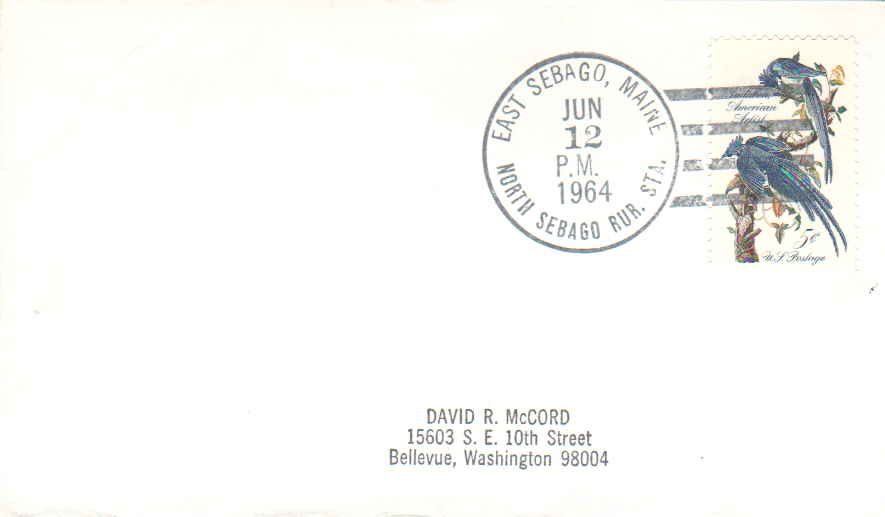 EAST SEBAGO, MAINE
JUN
12
P.M.
1964
NORTH SEBAGO RUR. STA.
American
Artist
5¢
U.S. Postage
DAVID R. McCORD
15603 S. E. 10th Street
Bellevue, Washington 98004